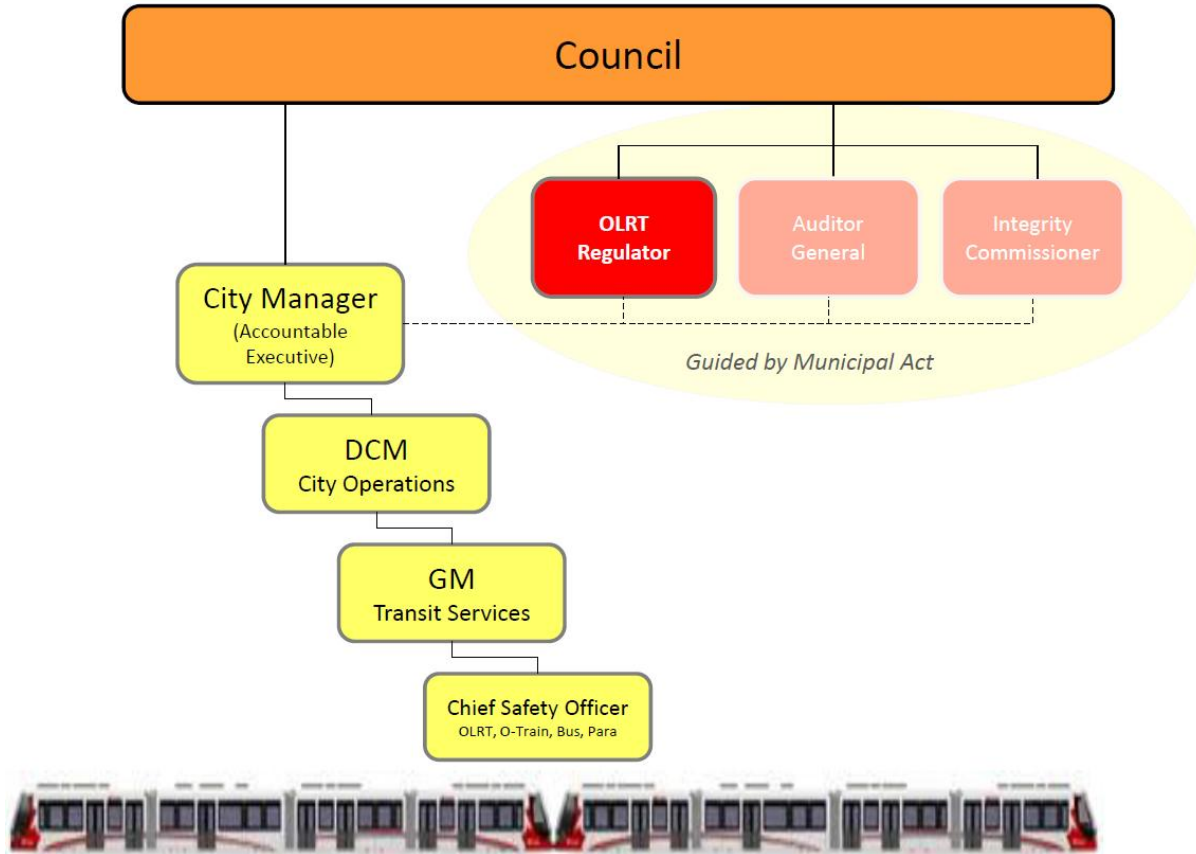 Council
OLRT
Regulator
Auditor
General
Integrity
Commissioner
City Manager
(Accountable
Executive)
Guided by Municipal Act
DCM
City Operations
GM
Transit Services
Chief Safety Officer
OLRT, O-Train, Bus, Para